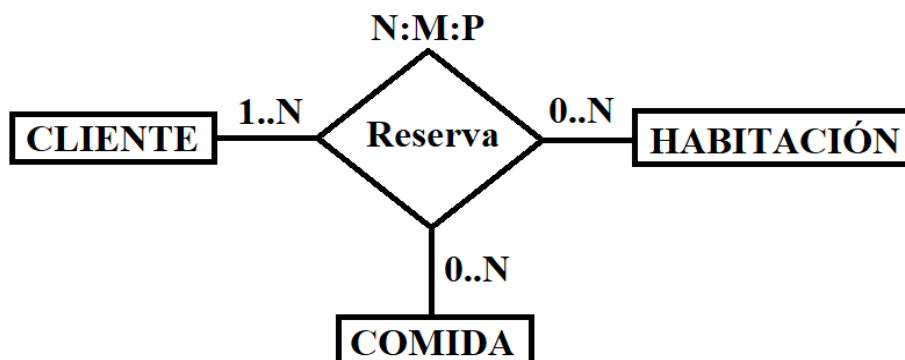 N:M:P
1..N
0..N
CLIENTE
Reserva
HABITACIÓN
0..N
COMIDA